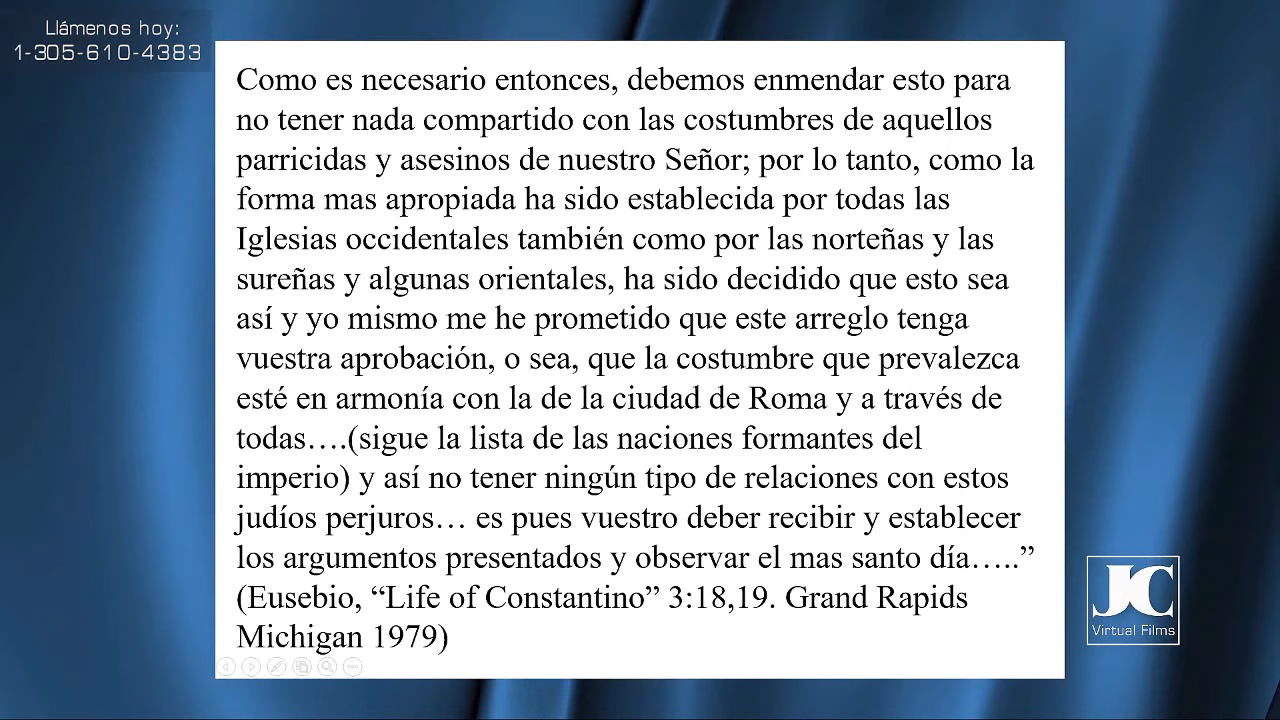 Llámenos hoy:
1-305-610-4383
Como es necesario entonces, debemos enmendar esto para
no tener nada compartido con las costumbres de aquellos
parricidas y asesinos de nuestro Señor; por lo tanto, como la
forma mas apropiada ha sido establecida por todas las
Iglesias occidentales también como por las norteñas y las
sureñas y algunas orientales, ha sido decidido que esto sea
así y yo mismo me he prometido que este arreglo tenga
vuestra aprobación, o sea, que la costumbre que prevalezca
esté en armonía con la de la ciudad de Roma y a través de
todas….(sigue la lista de las naciones formantes del
imperio) y así no tener ningún tipo de relaciones con estos
judíos perjuros… es pues vuestro deber recibir y establecer
los argumentos presentados y observar el mas santo día…..”
(Eusebio, “Life of Constantino” 3:18,19. Grand Rapids
Michigan 1979)
JC
Virtual Films